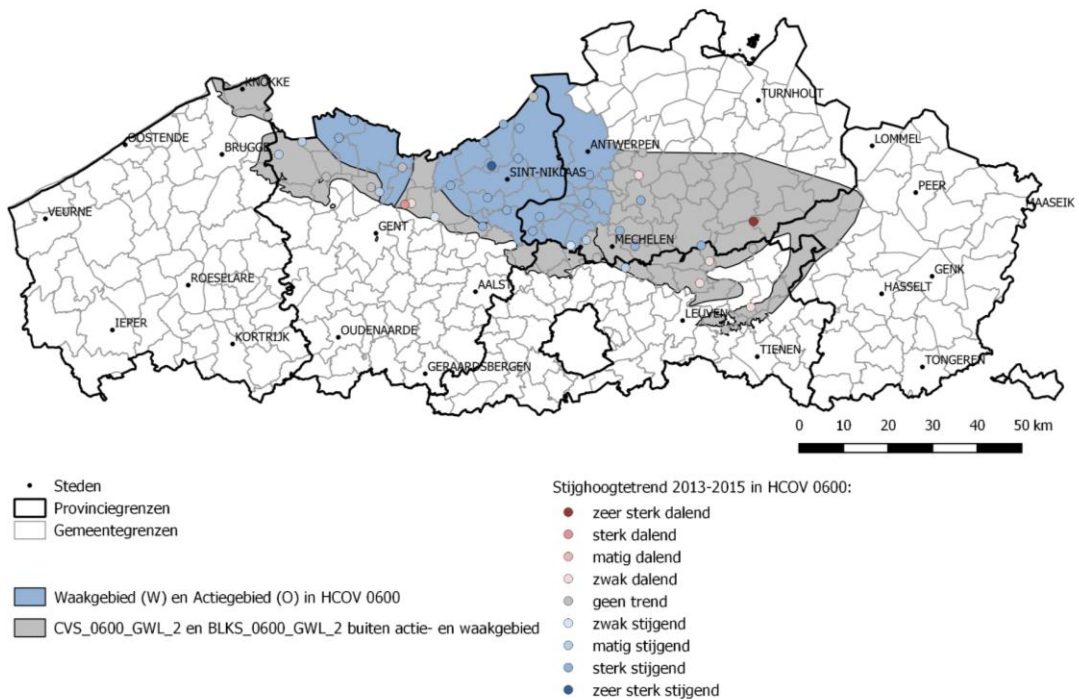 KNOKKE
TURNHOUT
OOSTENDE
BRUGGE
ANTWERPEN
LOMMEL
SINT-NIKLAAS
PEER
MAASEIK
VEURNE
GENT
MECHELEN
ROESELARE
AALST
GENK
HASSELT
IEPER
LEUVEN
KORTRIJK
OUDENAARDE
TIENEN
GERAARDSBERGEN
TONGEREN
0 10 20 30 40 50 km
Steden
Provinciegrenzen
Gemeentegrenzen
Waakgebied (W) en Actiegebied (O) in HCOV 0600
CVS_0600_GWL_2 en BLKS_0600_GWL_2 buiten actie- en waakgebied
Stijghoogtetrend 2013-2015 in HCOV 0600:
zeer sterk dalend
sterk dalend
matig dalend
zwak dalend
geen trend
zwak stijgend
matig stijgend
sterk stijgend
zeer sterk stijgend